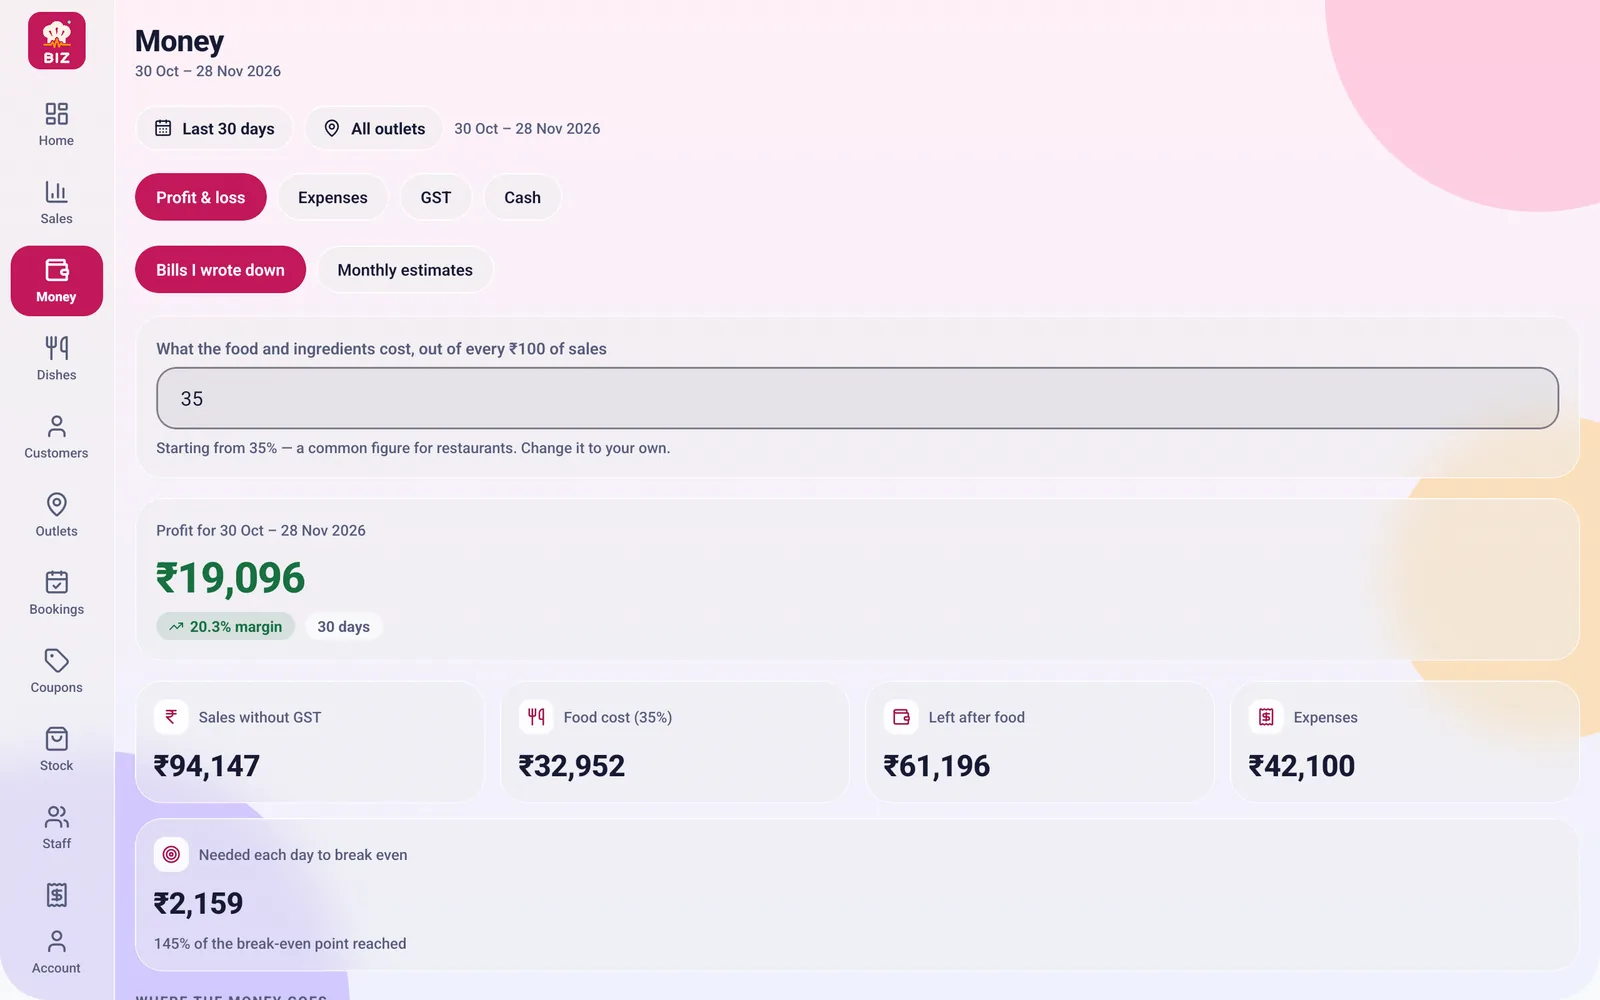 BIZ
Home
Sales
Money
Dishes
Customers
Outlets
Bookings
Coupons
Stock
Staff
Account
Money
30 Oct – 28 Nov 2026
Last 30 days
All outlets
30 Oct – 28 Nov 2026
Profit & loss
Expenses
GST
Cash
Bills I wrote down
Monthly estimates
What the food and ingredients cost, out of every ₹100 of sales
35
Starting from 35% — a common figure for restaurants. Change it to your own.
Profit for 30 Oct – 28 Nov 2026
₹19,096
20.3% margin
30 days
Sales without GST
₹94,147
Food cost (35%)
₹32,952
Left after food
₹61,196
Expenses
₹42,100
Needed each day to break even
₹2,159
145% of the break-even point reached
WHERE THE MONEY GOES